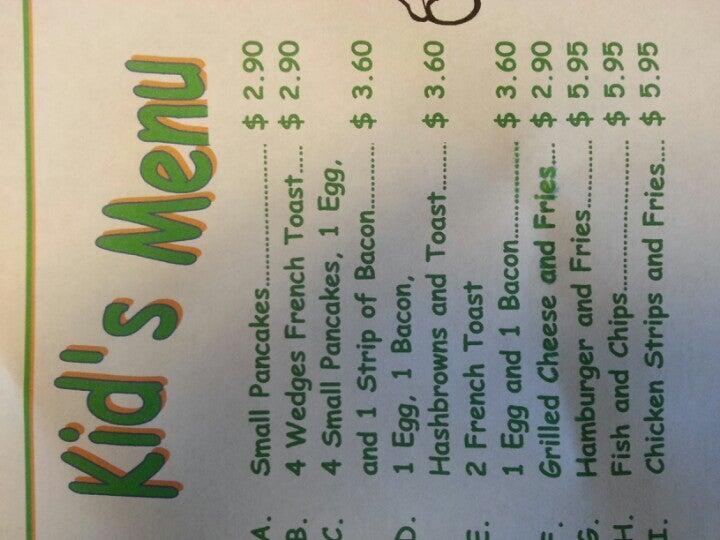 Kid's Menu
A. Small Pancakes.................... $ 2.90
B. 4 Wedges French Toast..... $ 2.90
C. 4 Small Pancakes, 1 Egg,
and 1 Strip of Bacon........... $ 3.60
D. 1 Egg, 1 Bacon,
Hashbrowns and Toast......... $ 3.60
E. 2 French Toast
1 Egg and 1 Bacon............... $ 3.60
F. Grilled Cheese and Fries.... $ 2.90
G. Hamburger and Fries........... $ 5.95
H. Fish and Chips...................... $ 5.95
I. Chicken Strips and Fries... $ 5.95